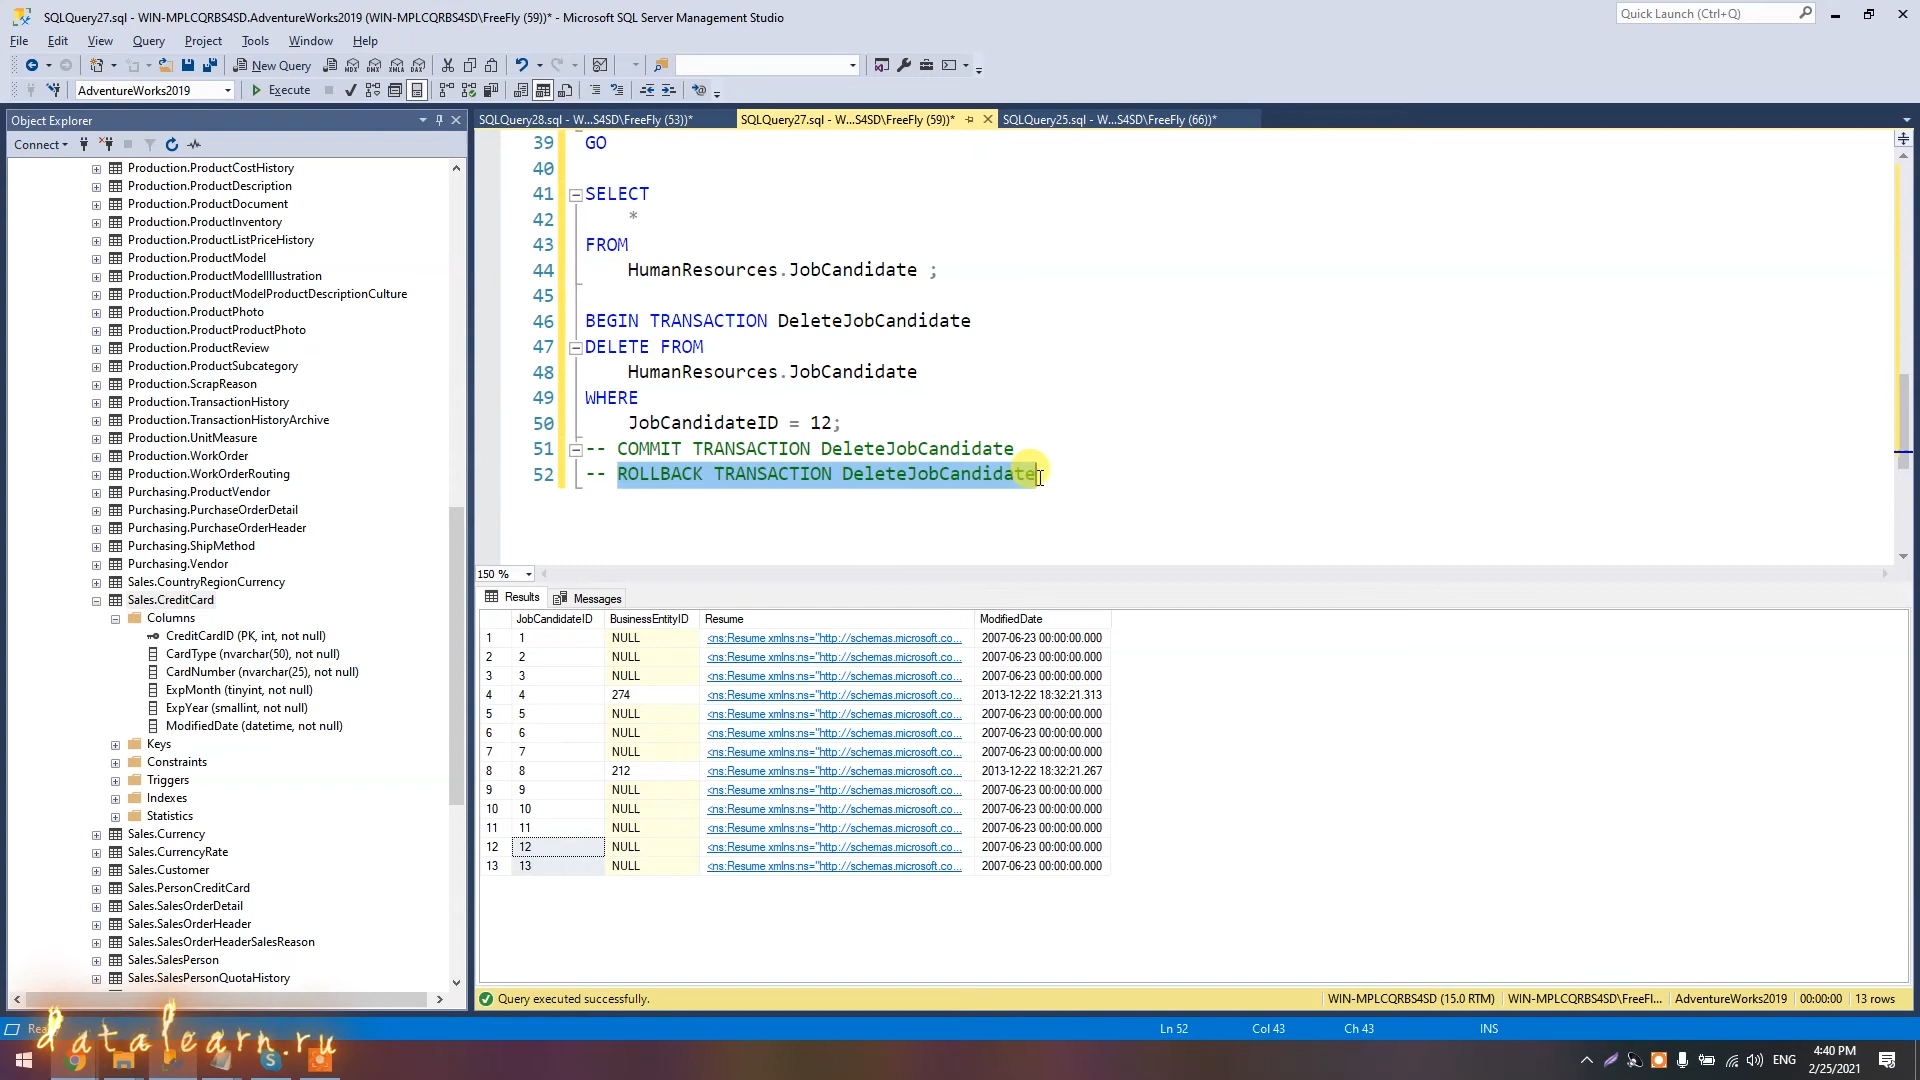 SQLQuery27.sql - WIN-MPLCQRBS4SD.AdventureWorks2019 (WIN-MPLCQRBS4SD\FreeFly (59))* - Microsoft SQL Server Management Studio
Quick Launch (Ctrl+Q)
File Edit View Query Project Tools Window Help
New Query
AdventureWorks2019 Execute
Object Explorer
SQLQuery28.sql - W...S4SD\FreeFly (53))* SQLQuery27.sql - W...S4SD\FreeFly (59))* SQLQuery25.sql - W...S4SD\FreeFly (66))*
Connect
Production.ProductCostHistory
Production.ProductDescription
Production.ProductDocument
Production.ProductInventory
Production.ProductListPriceHistory
Production.ProductModel
Production.ProductModelIllustration
Production.ProductModelProductDescriptionCulture
Production.ProductPhoto
Production.ProductProductPhoto
Production.ProductReview
Production.ProductSubcategory
Production.ScrapReason
Production.TransactionHistory
Production.TransactionHistoryArchive
Production.UnitMeasure
Production.WorkOrder
Production.WorkOrderRouting
Purchasing.ProductVendor
Purchasing.PurchaseOrderDetail
Purchasing.PurchaseOrderHeader
Purchasing.ShipMethod
Purchasing.Vendor
Sales.CountryRegionCurrency
Sales.CreditCard
Columns
CreditCardID (PK, int, not null)
CardType (nvarchar(50), not null)
CardNumber (nvarchar(25), not null)
ExpMonth (tinyint, not null)
ExpYear (smallint, not null)
ModifiedDate (datetime, not null)
Keys
Constraints
Triggers
Indexes
Statistics
Sales.Currency
Sales.CurrencyRate
Sales.Customer
Sales.PersonCreditCard
Sales.SalesOrderDetail
Sales.SalesOrderHeader
Sales.SalesOrderHeaderSalesReason
Sales.SalesPerson
Sales.SalesPersonQuotaHistory
39 GO
40
41 SELECT
42 *
43 FROM
44 HumanResources.JobCandidate ;
45
46 BEGIN TRANSACTION DeleteJobCandidate
47 DELETE FROM
48 HumanResources.JobCandidate
49 WHERE
50 JobCandidateID = 12;
51 -- COMMIT TRANSACTION DeleteJobCandidate
52 -- ROLLBACK TRANSACTION DeleteJobCandidate
150 %
Results Messages
JobCandidateID BusinessEntityID Resume ModifiedDate
1 1 NULL <ns:Resume xmlns:ns="http://schemas.microsoft.co... 2007-06-23 00:00:00.000
2 2 NULL <ns:Resume xmlns:ns="http://schemas.microsoft.co... 2007-06-23 00:00:00.000
3 3 NULL <ns:Resume xmlns:ns="http://schemas.microsoft.co... 2007-06-23 00:00:00.000
4 4 274 <ns:Resume xmlns:ns="http://schemas.microsoft.co... 2013-12-22 18:32:21.313
5 5 NULL <ns:Resume xmlns:ns="http://schemas.microsoft.co... 2007-06-23 00:00:00.000
6 6 NULL <ns:Resume xmlns:ns="http://schemas.microsoft.co... 2007-06-23 00:00:00.000
7 7 NULL <ns:Resume xmlns:ns="http://schemas.microsoft.co... 2007-06-23 00:00:00.000
8 8 212 <ns:Resume xmlns:ns="http://schemas.microsoft.co... 2013-12-22 18:32:21.267
9 9 NULL <ns:Resume xmlns:ns="http://schemas.microsoft.co... 2007-06-23 00:00:00.000
10 10 NULL <ns:Resume xmlns:ns="http://schemas.microsoft.co... 2007-06-23 00:00:00.000
11 11 NULL <ns:Resume xmlns:ns="http://schemas.microsoft.co... 2007-06-23 00:00:00.000
12 12 NULL <ns:Resume xmlns:ns="http://schemas.microsoft.co... 2007-06-23 00:00:00.000
13 13 NULL <ns:Resume xmlns:ns="http://schemas.microsoft.co... 2007-06-23 00:00:00.000
Query executed successfully. WIN-MPLCQRBS4SD (15.0 RTM) WIN-MPLCQRBS4SD\FreeFl... AdventureWorks2019 00:00:00 13 rows
Ln 52 Col 43 Ch 43 INS
datalearn.ru
ENG
4:40 PM
2/25/2021